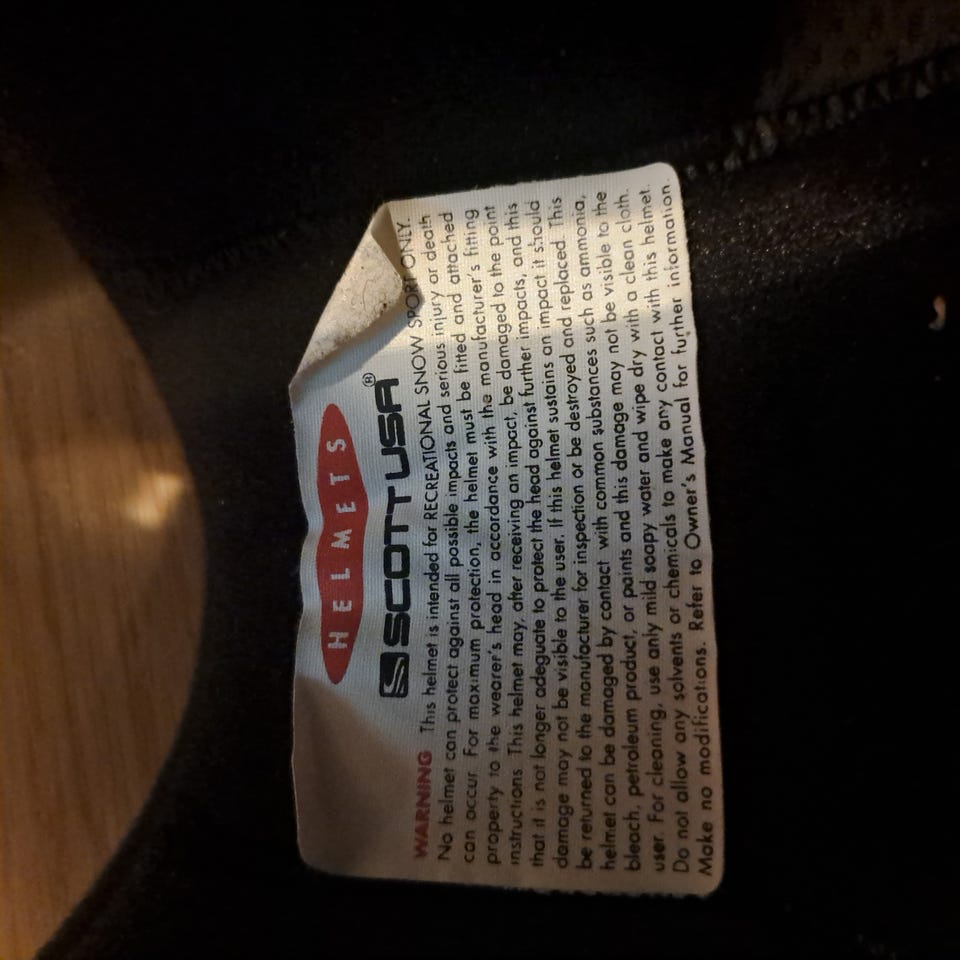 HELMETS
SCOTT USA®
WARNING This helmet is intended for RECREATIONAL SNOW SPORT ONLY.
No helmet can protect against all possible impacts and serious injury or death
can occur. For maximum protection, the helmet must be fitted and attached
property to the wearer's head in accordance with the manufacturer's fitting
instructions. This helmet may, after receiving an impact, be damaged to the point
that it is not longer adeguate to protect the head against further impacts, and this
damage may not be visible to the user. If this helmet sustains an impact it should
be returned to the manufacturer for inspection or be destroyed and replaced. This
helmet can be damaged by contact with common substances such as ammonia,
bleach, petroleum product, or paints and this damage may not be visible to the
user. For cleaning, use only mild soapy water and wipe dry with a clean cloth.
Do not allow any solvents or chemicals to make any contact with this helmet.
Make no modifications. Refer to Owner's Manual for further information.